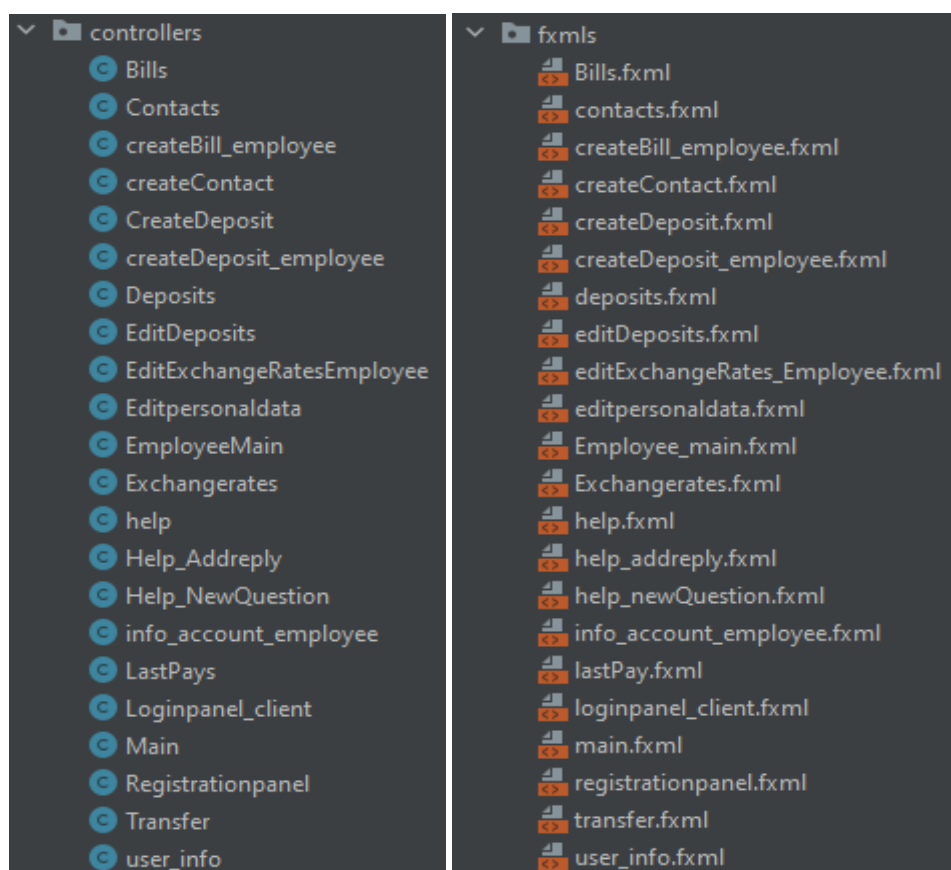 controllers
Bills
Contacts
createBill_employee
createContact
CreateDeposit
createDeposit_employee
Deposits
EditDeposits
EditExchangeRatesEmployee
Editpersonaldata
EmployeeMain
Exchangerates
help
Help_Addreply
Help_NewQuestion
info_account_employee
LastPays
Loginpanel_client
Main
Registrationpanel
Transfer
user_info
fxmls
Bills.fxml
contacts.fxml
createBill_employee.fxml
createContact.fxml
createDeposit.fxml
createDeposit_employee.fxml
deposits.fxml
editDeposits.fxml
editExchangeRates_Employee.fxml
editpersonaldata.fxml
Employee_main.fxml
Exchangerates.fxml
help.fxml
help_addreply.fxml
help_newQuestion.fxml
info_account_employee.fxml
lastPay.fxml
loginpanel_client.fxml
main.fxml
registrationpanel.fxml
transfer.fxml
user_info.fxml